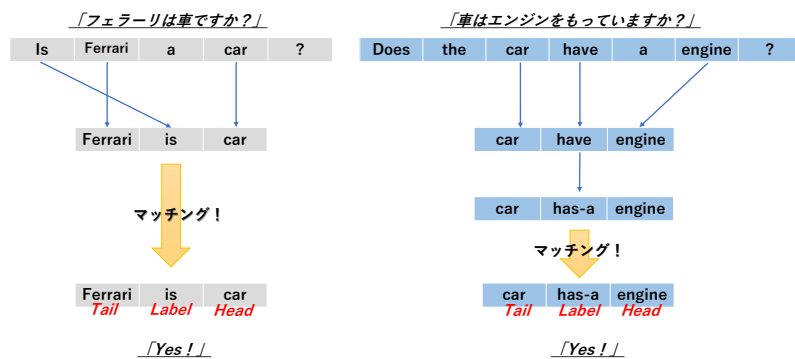 「フェラーリは車ですか？」
Is Ferrari a car ?
Ferrari is car
マッチング！
Ferrari is car
Tail Label Head
「Yes！」
「車はエンジンをもっていますか？」
Does the car have a engine ?
car have engine
car has-a engine
マッチング！
car has-a engine
Tail Label Head
「Yes！」